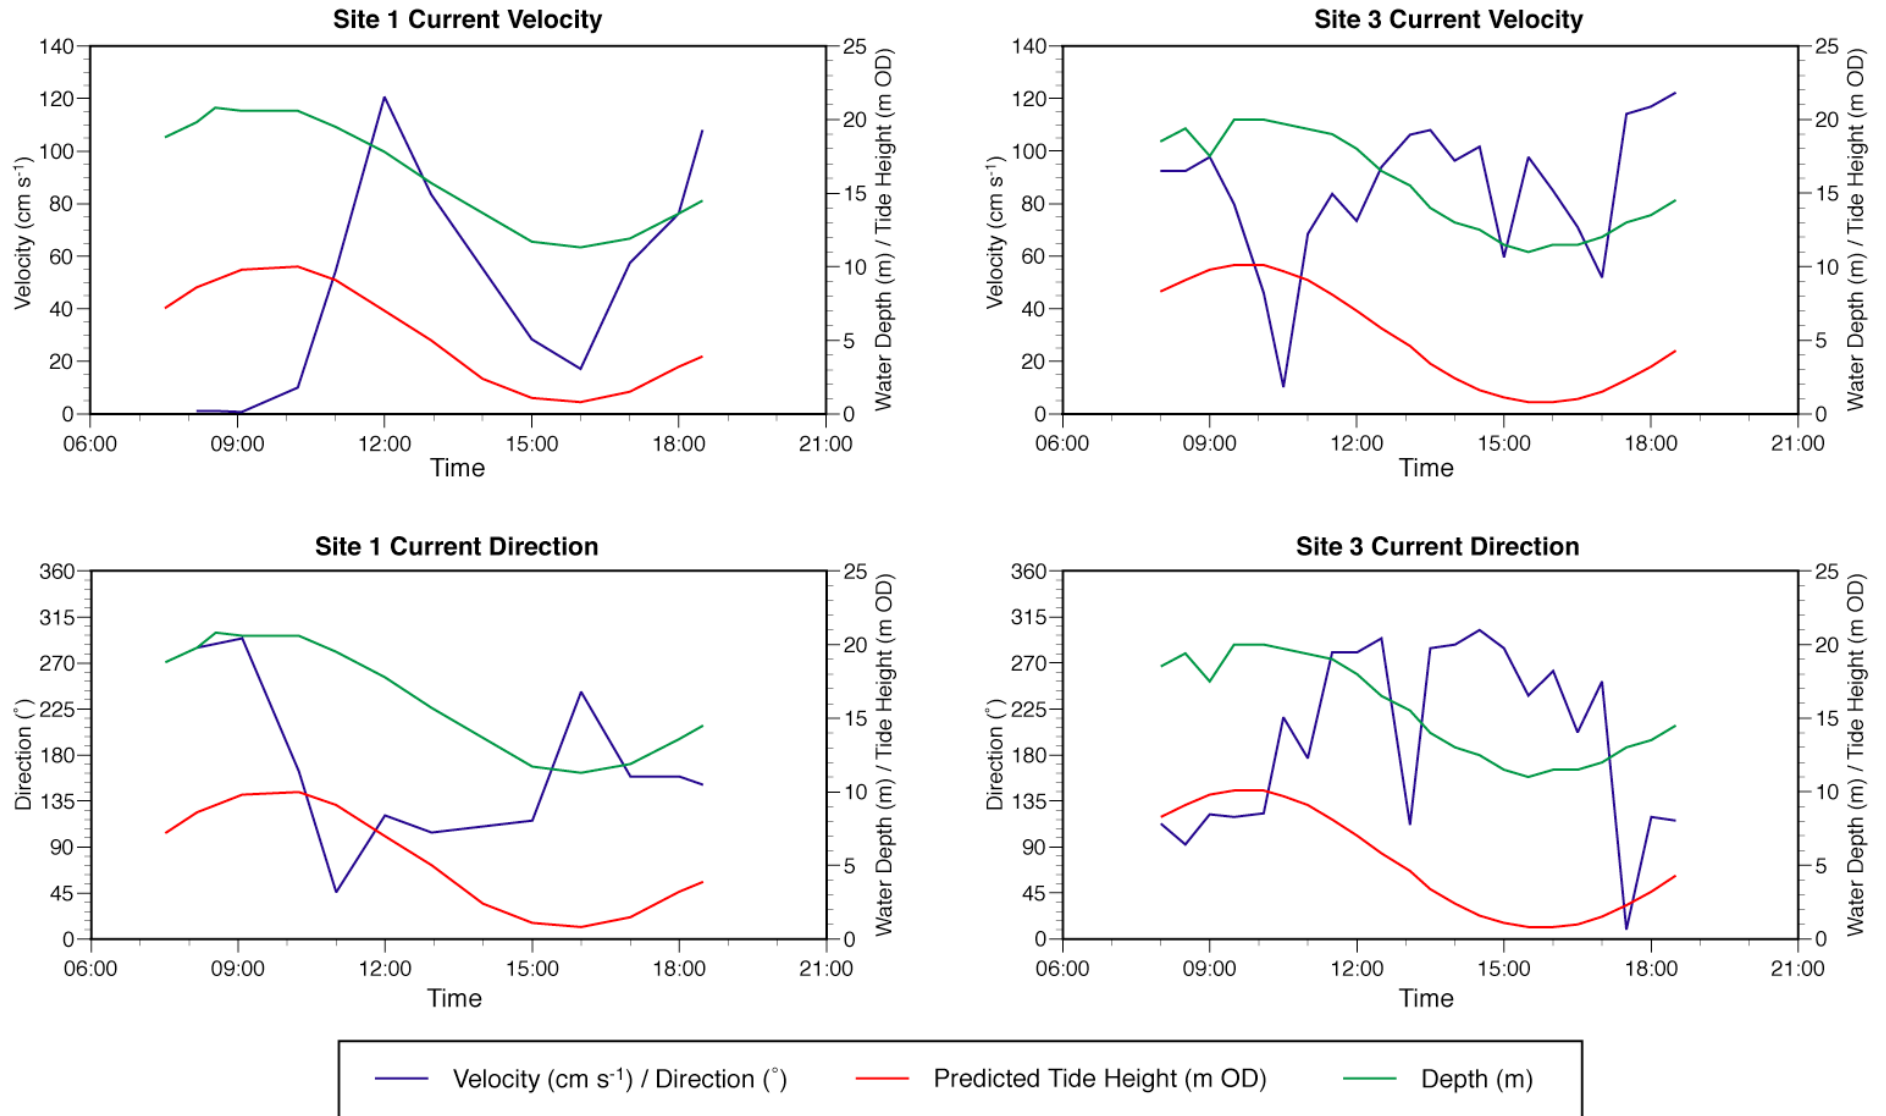 Site 1 Current Velocity
140
120
100
80
60
40
20
0
Velocity (cm s-1)
25
20
15
10
5
0
Water Depth (m) / Tide Height (m OD)
06:00 09:00 12:00 15:00 18:00 21:00
Time
Site 3 Current Velocity
140
120
100
80
60
40
20
0
Velocity (cm s-1)
25
20
15
10
5
0
Water Depth (m) / Tide Height (m OD)
06:00 09:00 12:00 15:00 18:00 21:00
Time
Site 1 Current Direction
360
315
270
225
180
135
90
45
0
Direction (°)
25
20
15
10
5
0
Water Depth (m) / Tide Height (m OD)
06:00 09:00 12:00 15:00 18:00 21:00
Time
Site 3 Current Direction
360
315
270
225
180
135
90
45
0
Direction (°)
25
20
15
10
5
0
Water Depth (m) / Tide Height (m OD)
06:00 09:00 12:00 15:00 18:00 21:00
Time
Velocity (cm s-1) / Direction (°) Predicted Tide Height (m OD) Depth (m)